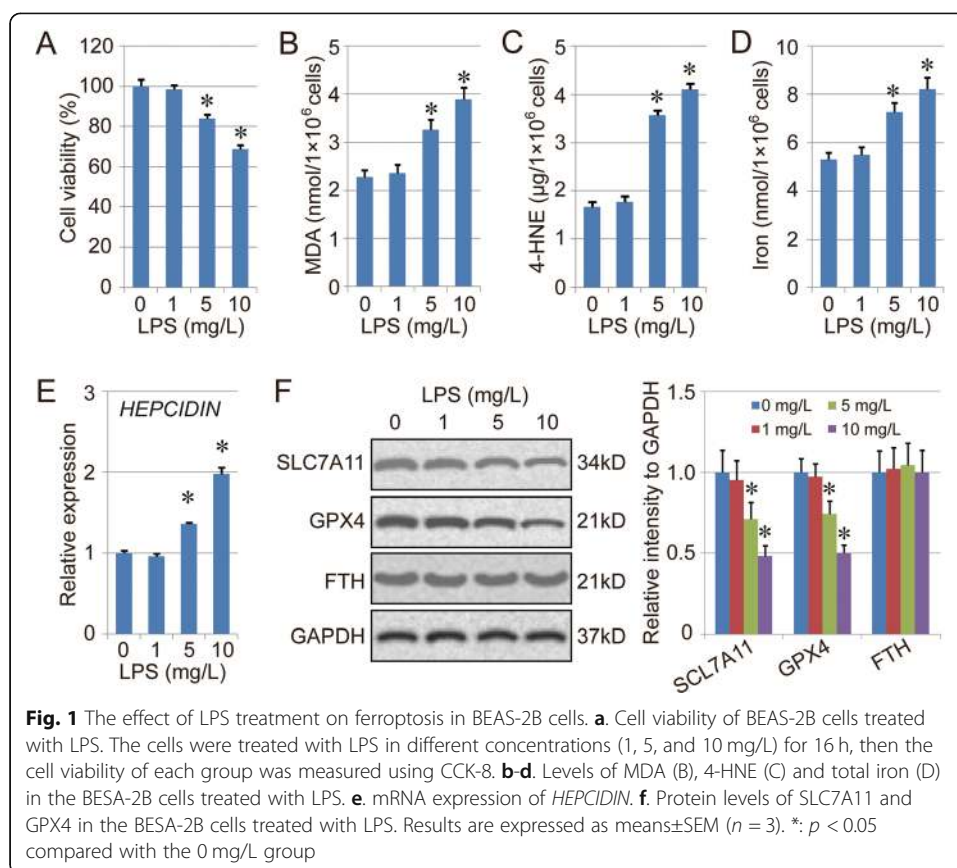 A
120
100
80
60
40
20
0
Cell viability (%)
* *
0 1 5 10
LPS (mg/L)
B
5
4
3
2
1
0
MDA (nmol/1×10⁶ cells)
* *
0 1 5 10
LPS (mg/L)
C
5
4
3
2
1
0
4-HNE (µg/1×10⁶ cells)
* *
0 1 5 10
LPS (mg/L)
D
10
8
6
4
2
0
Iron (nmol/1×10⁶ cells)
* *
0 1 5 10
LPS (mg/L)
E
HEPCIDIN
3
2
1
0
Relative expression
* *
0 1 5 10
LPS (mg/L)
F
LPS (mg/L)
0 1 5 10
SLC7A11 34kD
GPX4 21kD
FTH 21kD
GAPDH 37kD
Relative intensity to GAPDH
1.5
1.0
0.5
0
0 mg/L 5 mg/L
1 mg/L 10 mg/L
* * * *
SCL7A11 GPX4 FTH
Fig. 1 The effect of LPS treatment on ferroptosis in BEAS-2B cells. a. Cell viability of BEAS-2B cells treated
with LPS. The cells were treated with LPS in different concentrations (1, 5, and 10 mg/L) for 16 h, then the
cell viability of each group was measured using CCK-8. b-d. Levels of MDA (B), 4-HNE (C) and total iron (D)
in the BESA-2B cells treated with LPS. e. mRNA expression of HEPCIDIN. f. Protein levels of SLC7A11 and
GPX4 in the BESA-2B cells treated with LPS. Results are expressed as means±SEM (n = 3). *: p < 0.05
compared with the 0 mg/L group